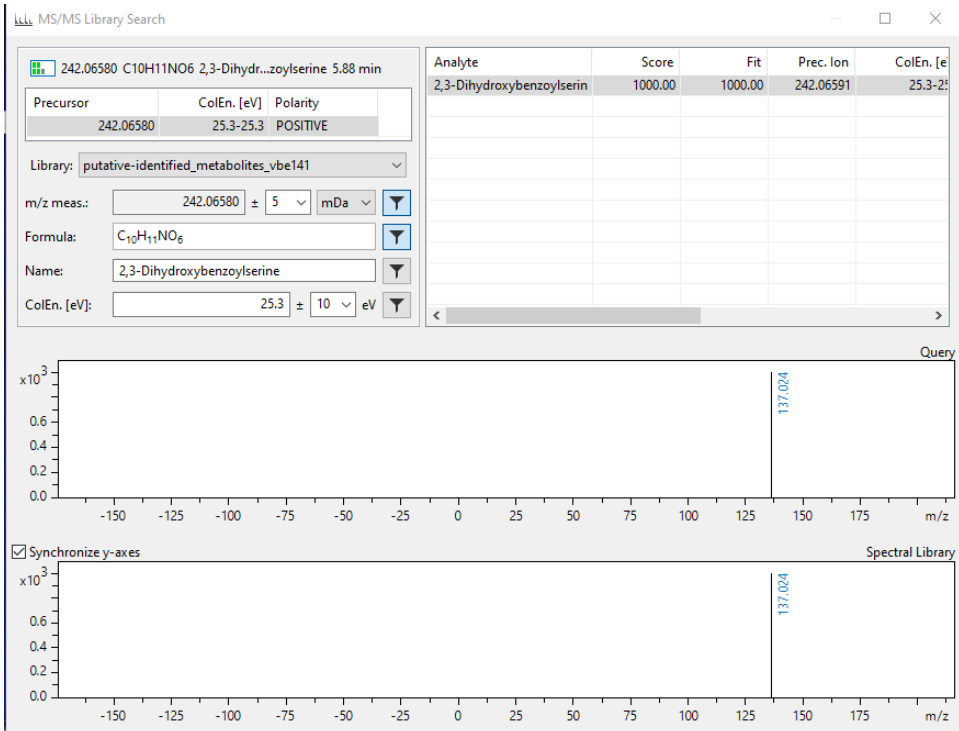 MS/MS Library Search
242.06580 C10H11NO6 2,3-Dihydr...zoylserine 5.88 min
Precursor ColEn. [eV] Polarity
242.06580 25.3-25.3 POSITIVE
Library: putative-identified_metabolites_vbe141
m/z meas.: 242.06580 ± 5 mDa
Formula: C₁₀H₁₁NO₆
Name: 2,3-Dihydroxybenzoylserine
ColEn. [eV]: 25.3 ± 10 eV
Analyte Score Fit Prec. Ion ColEn. [e
2,3-Dihydroxybenzoylserin 1000.00 1000.00 242.06591 25.3-2
Query
x10³
137.024
0.6
0.4
0.2
0.0
-150 -125 -100 -75 -50 -25 0 25 50 75 100 125 150 175 m/z
Synchronize y-axes Spectral Library
x10³
137.024
0.6
0.4
0.2
0.0
-150 -125 -100 -75 -50 -25 0 25 50 75 100 125 150 175 m/z